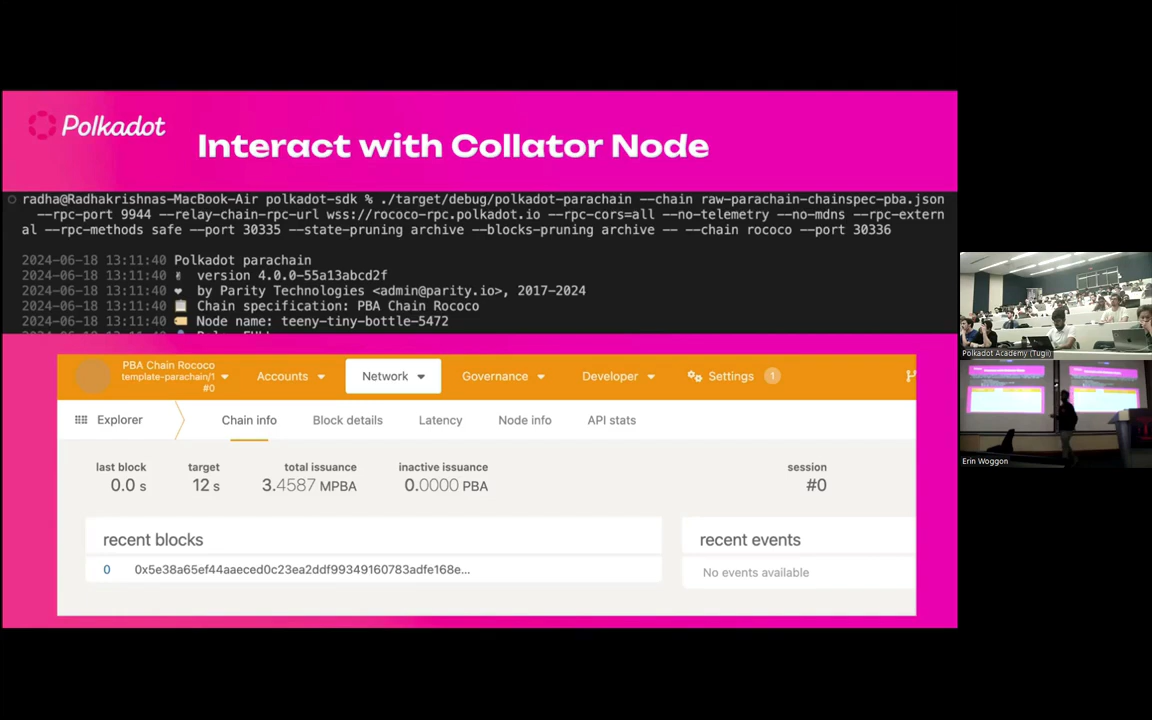 Polkadot
Interact with Collator Node
radha@Radhakrishnas-MacBook-Air polkadot-sdk % ./target/debug/polkadot-parachain --chain raw-parachain-chainspec-pba.json
--rpc-port 9944 --relay-chain-rpc-url wss://rococo-rpc.polkadot.io --rpc-cors=all --no-telemetry --no-mdns --rpc-extern
al --rpc-methods safe --port 30335 --state-pruning archive --blocks-pruning archive -- --chain rococo --port 30336
2024-06-18 13:11:40 Polkadot parachain
2024-06-18 13:11:40 ✌ version 4.0.0-55a13abcd2f
2024-06-18 13:11:40 ❤ by Parity Technologies <admin@parity.io>, 2017-2024
2024-06-18 13:11:40 📋 Chain specification: PBA Chain Rococo
2024-06-18 13:11:40 🏷 Node name: teeny-tiny-bottle-5472
PBA Chain Rococo
template-parachain/1
#0
Accounts
Network
Governance
Developer
Settings
1
Explorer
Chain info
Block details
Latency
Node info
API stats
last block
target
total issuance
inactive issuance
session
0.0 s
12 s
3.4587 MPBA
0.0000 PBA
#0
recent blocks
recent events
0
0x5e38a65ef44aaeced0c23ea2ddf99349160783adfe168e...
No events available
Polkadot Academy (Tugii)
Erin Woggon